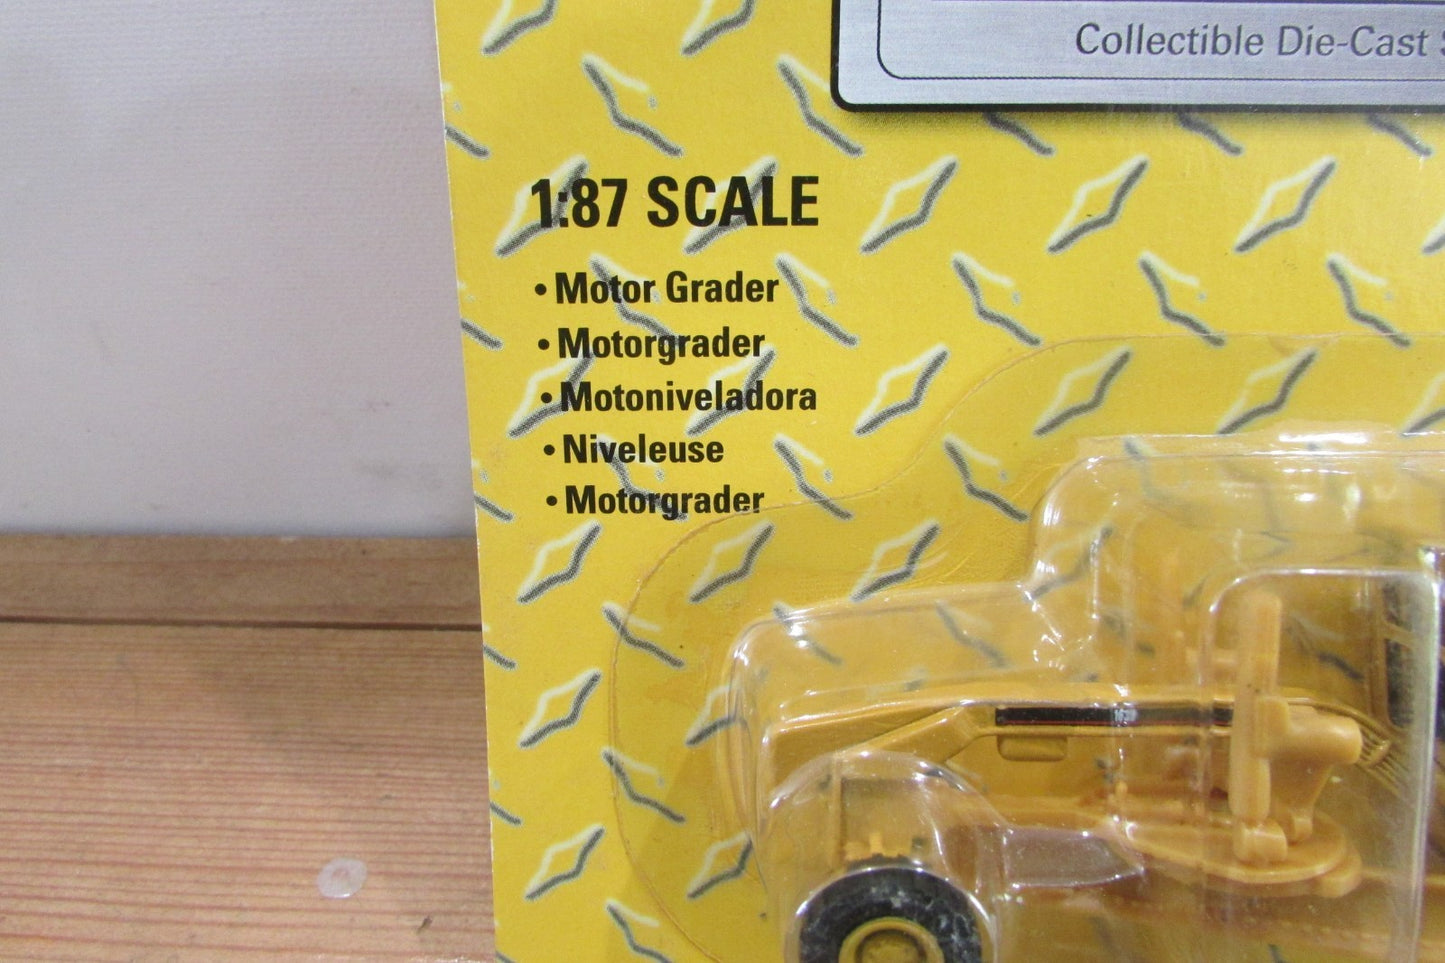 Collectible Die-Cast
1:87 SCALE
• Motor Grader
• Motorgrader
• Motoniveladora
• Niveleuse
• Motorgrader